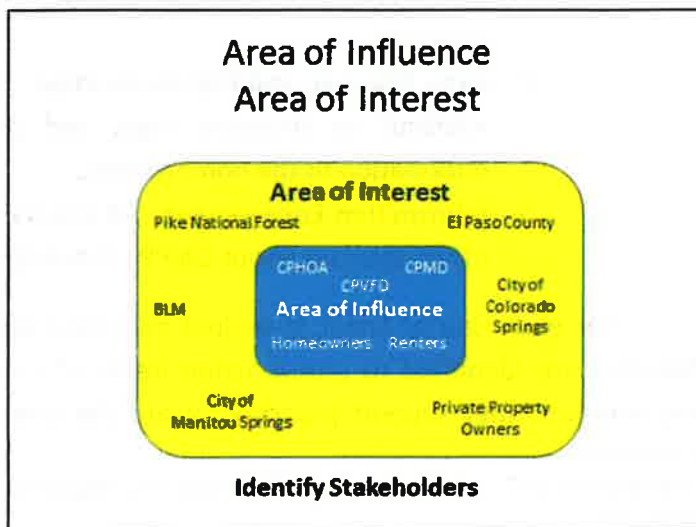 Area of Influence
Area of Interest
Area of Interest
Pike National Forest
El Paso County
CPHOA
CPMD
CPVFD
BLM
Area of Influence
City of
Colorado
Springs
Homeowners
Renters
City of
Manitou Springs
Private Property
Owners
Identify Stakeholders